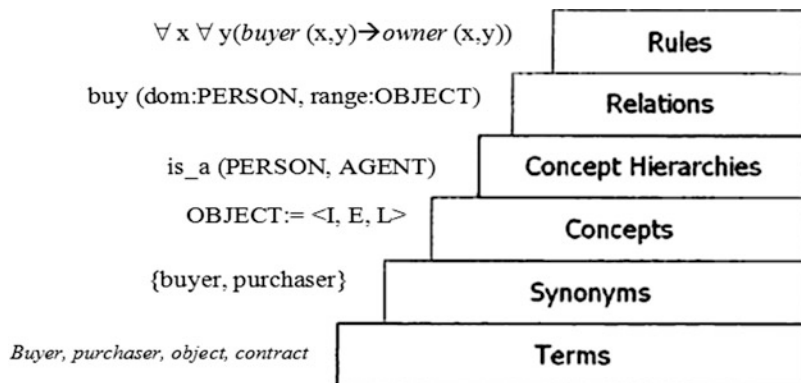 ∀ x ∀ y(buyer (x,y)➔owner (x,y)) Rules
buy (dom:PERSON, range:OBJECT) Relations
is_a (PERSON, AGENT) Concept Hierarchies
OBJECT:= <I, E, L> Concepts
{buyer, purchaser} Synonyms
Buyer, purchaser, object, contract Terms